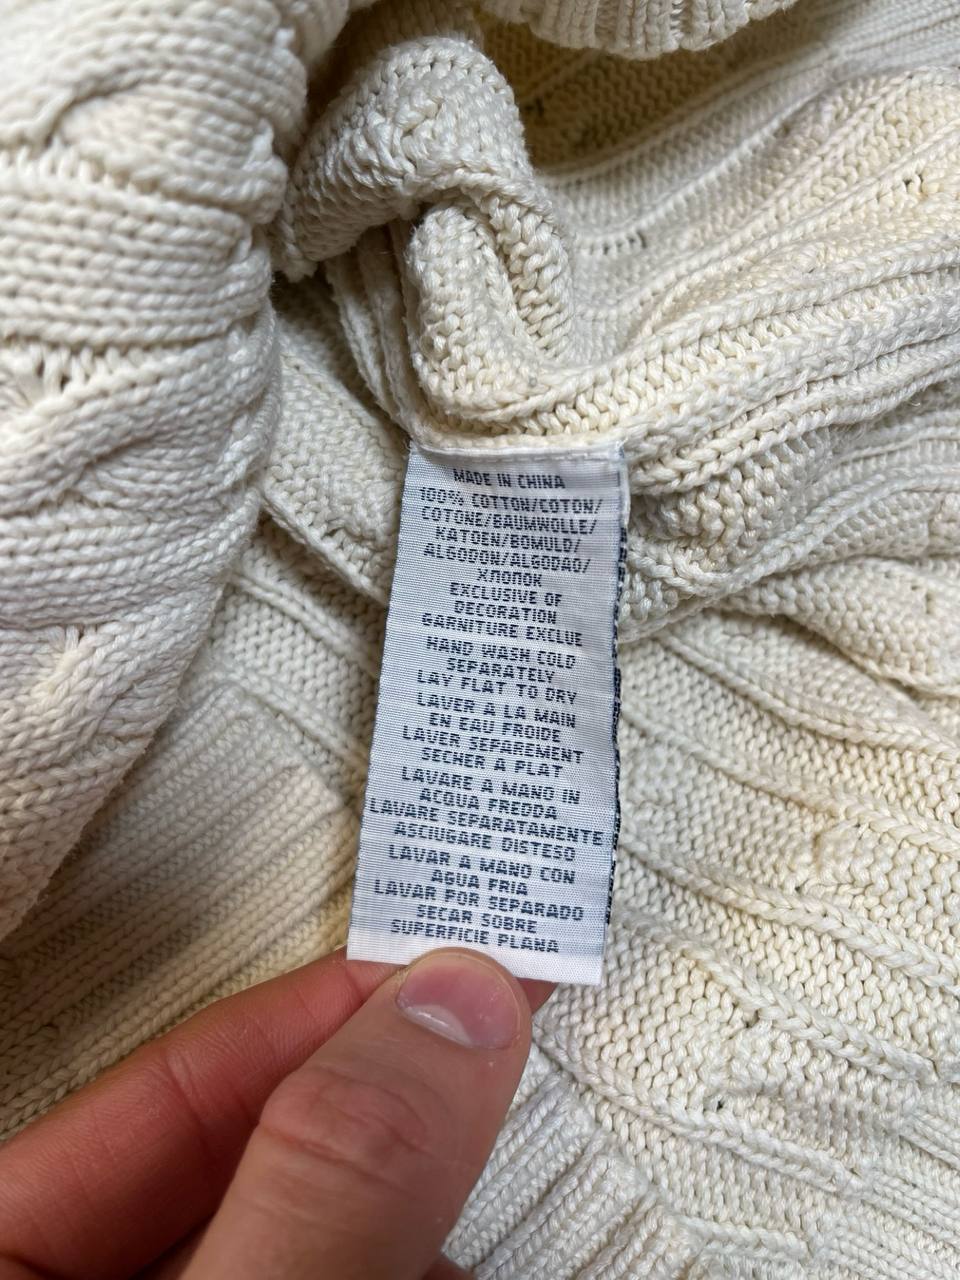 MADE IN CHINA
100% COTTON/COTON/
COTONE/BAUMWOLLE/
KATOEN/BOMULD/
ALGODON/ALGODAO/
ХЛОПОК
EXCLUSIVE OF
DECORATION
GARNITURE EXCLUE
HAND WASH COLD
SEPARATELY
LAY FLAT TO DRY
LAVER A LA MAIN
EN EAU FROIDE
LAVER SEPAREMENT
SECHER A PLAT
LAVARE A MANO IN
ACQUA FREDDA
LAVARE SEPARATAMENTE
ASCIUGARE DISTESO
LAVAR A MANO CON
AGUA FRIA
LAVAR POR SEPARADO
SECAR SOBRE
SUPERFICIE PLANA